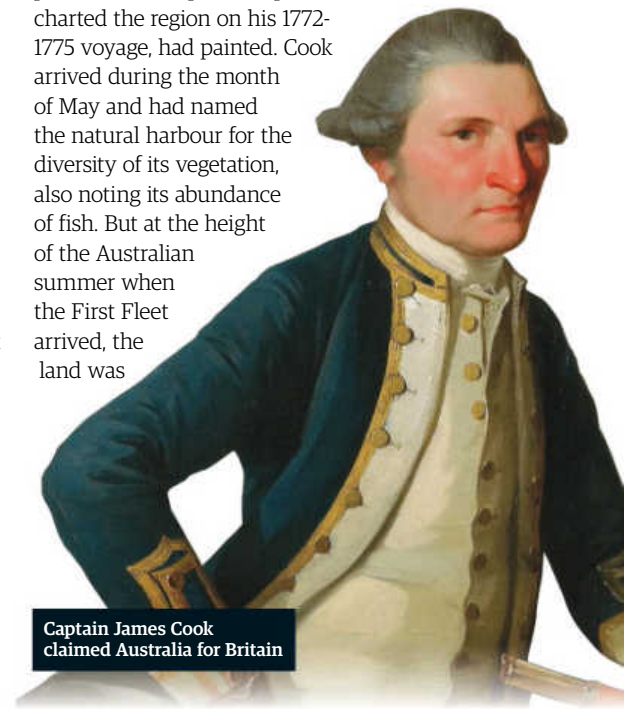 charted the region on his 1772-
1775 voyage, had painted. Cook
arrived during the month
of May and had named
the natural harbour for the
diversity of its vegetation,
also noting its abundance
of fish. But at the height
of the Australian
summer when
the First Fleet
arrived, the
land was
Captain James Cook
claimed Australia for Britain